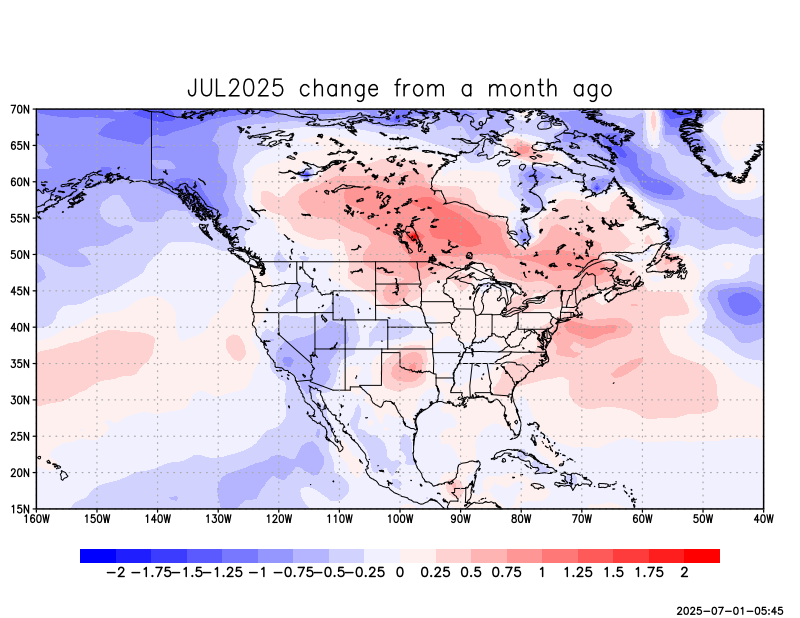 JUL2025 change from a month ago
70N
65N
60N
55N
50N
45N
40N
35N
30N
25N
20N
15N
160W 150W 140W 130W 120W 110W 100W 90W 80W 70W 60W 50W 40W
−2 −1.75 −1.5 −1.25 −1 −0.75 −0.5 −0.25 0 0.25 0.5 0.75 1 1.25 1.5 1.75 2
2025-07-01-05:45